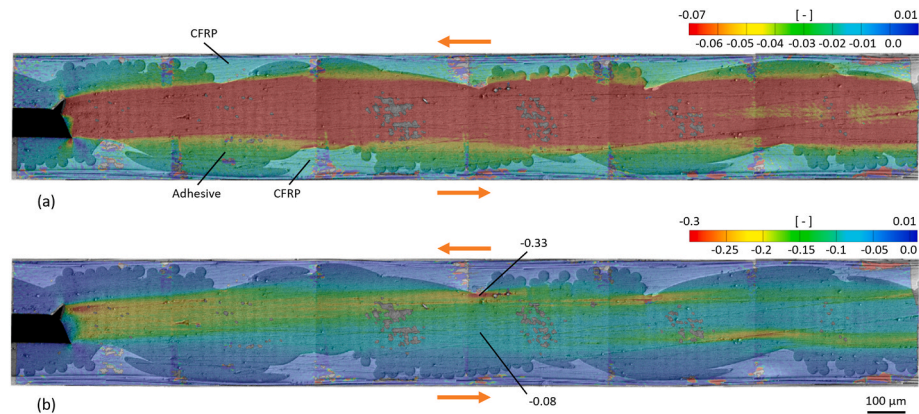 CFRP
-0.07 [ - ] 0.01
-0.06 -0.05 -0.04 -0.03 -0.02 -0.01 0.0
Adhesive
CFRP
(a)
-0.3 [ - ] 0.01
-0.25 -0.2 -0.15 -0.1 -0.05 0.0
-0.33
-0.08
(b)
100 µm